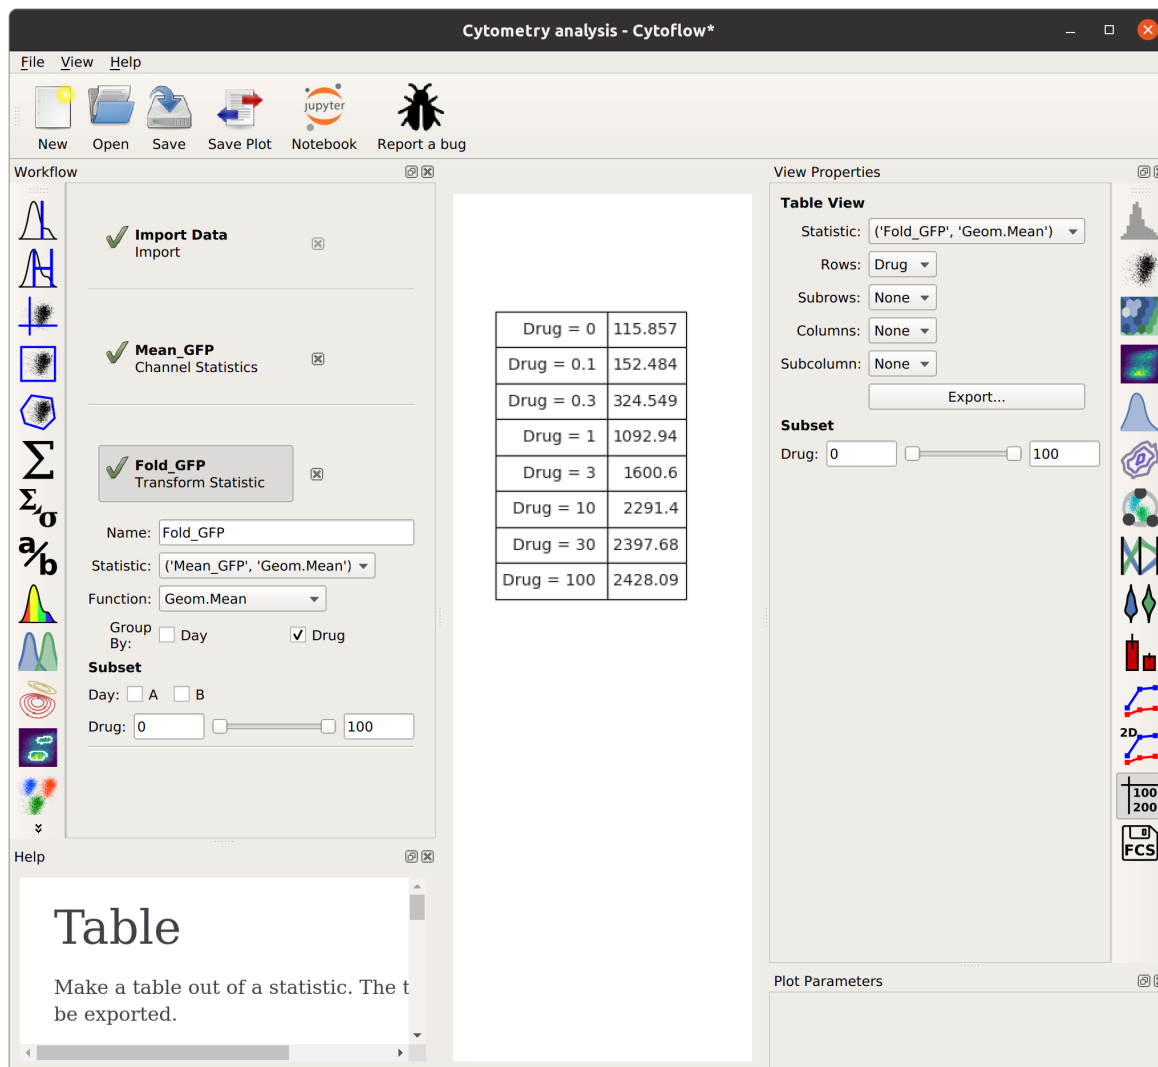 Cytometry analysis - Cytoflow*
File View Help
New Open Save Save Plot jupyter Notebook Report a bug
Workflow
Import Data
Import
Mean_GFP
Channel Statistics
Fold_GFP
Transform Statistic
Name: Fold_GFP
Statistic: ('Mean_GFP', 'Geom.Mean')
Function: Geom.Mean
Group By: Day Drug
Subset
Day: A B
Drug: 0 100
Σ
Σ σ
a/b
Help
Table
Make a table out of a statistic. The t
be exported.
Drug = 0 115.857
Drug = 0.1 152.484
Drug = 0.3 324.549
Drug = 1 1092.94
Drug = 3 1600.6
Drug = 10 2291.4
Drug = 30 2397.68
Drug = 100 2428.09
View Properties
Table View
Statistic: ('Fold_GFP', 'Geom.Mean')
Rows: Drug
Subrows: None
Columns: None
Subcolumn: None
Export...
Subset
Drug: 0 100
2D
100
200
FCS
Plot Parameters